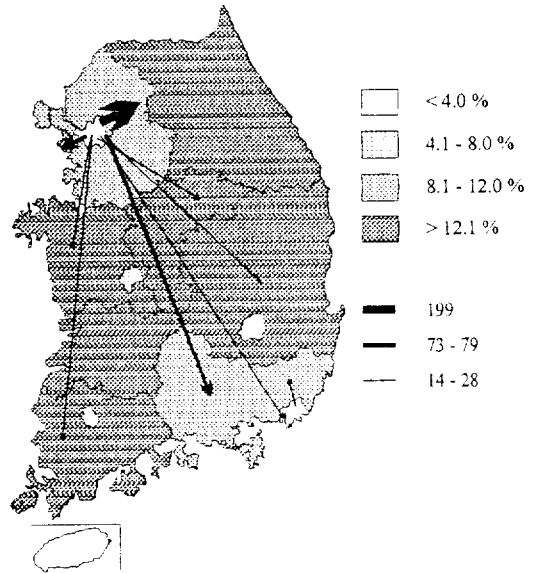 < 4.0 %
4.1 - 8.0 %
8.1 - 12.0 %
> 12.1 %
199
73 - 79
14 - 28